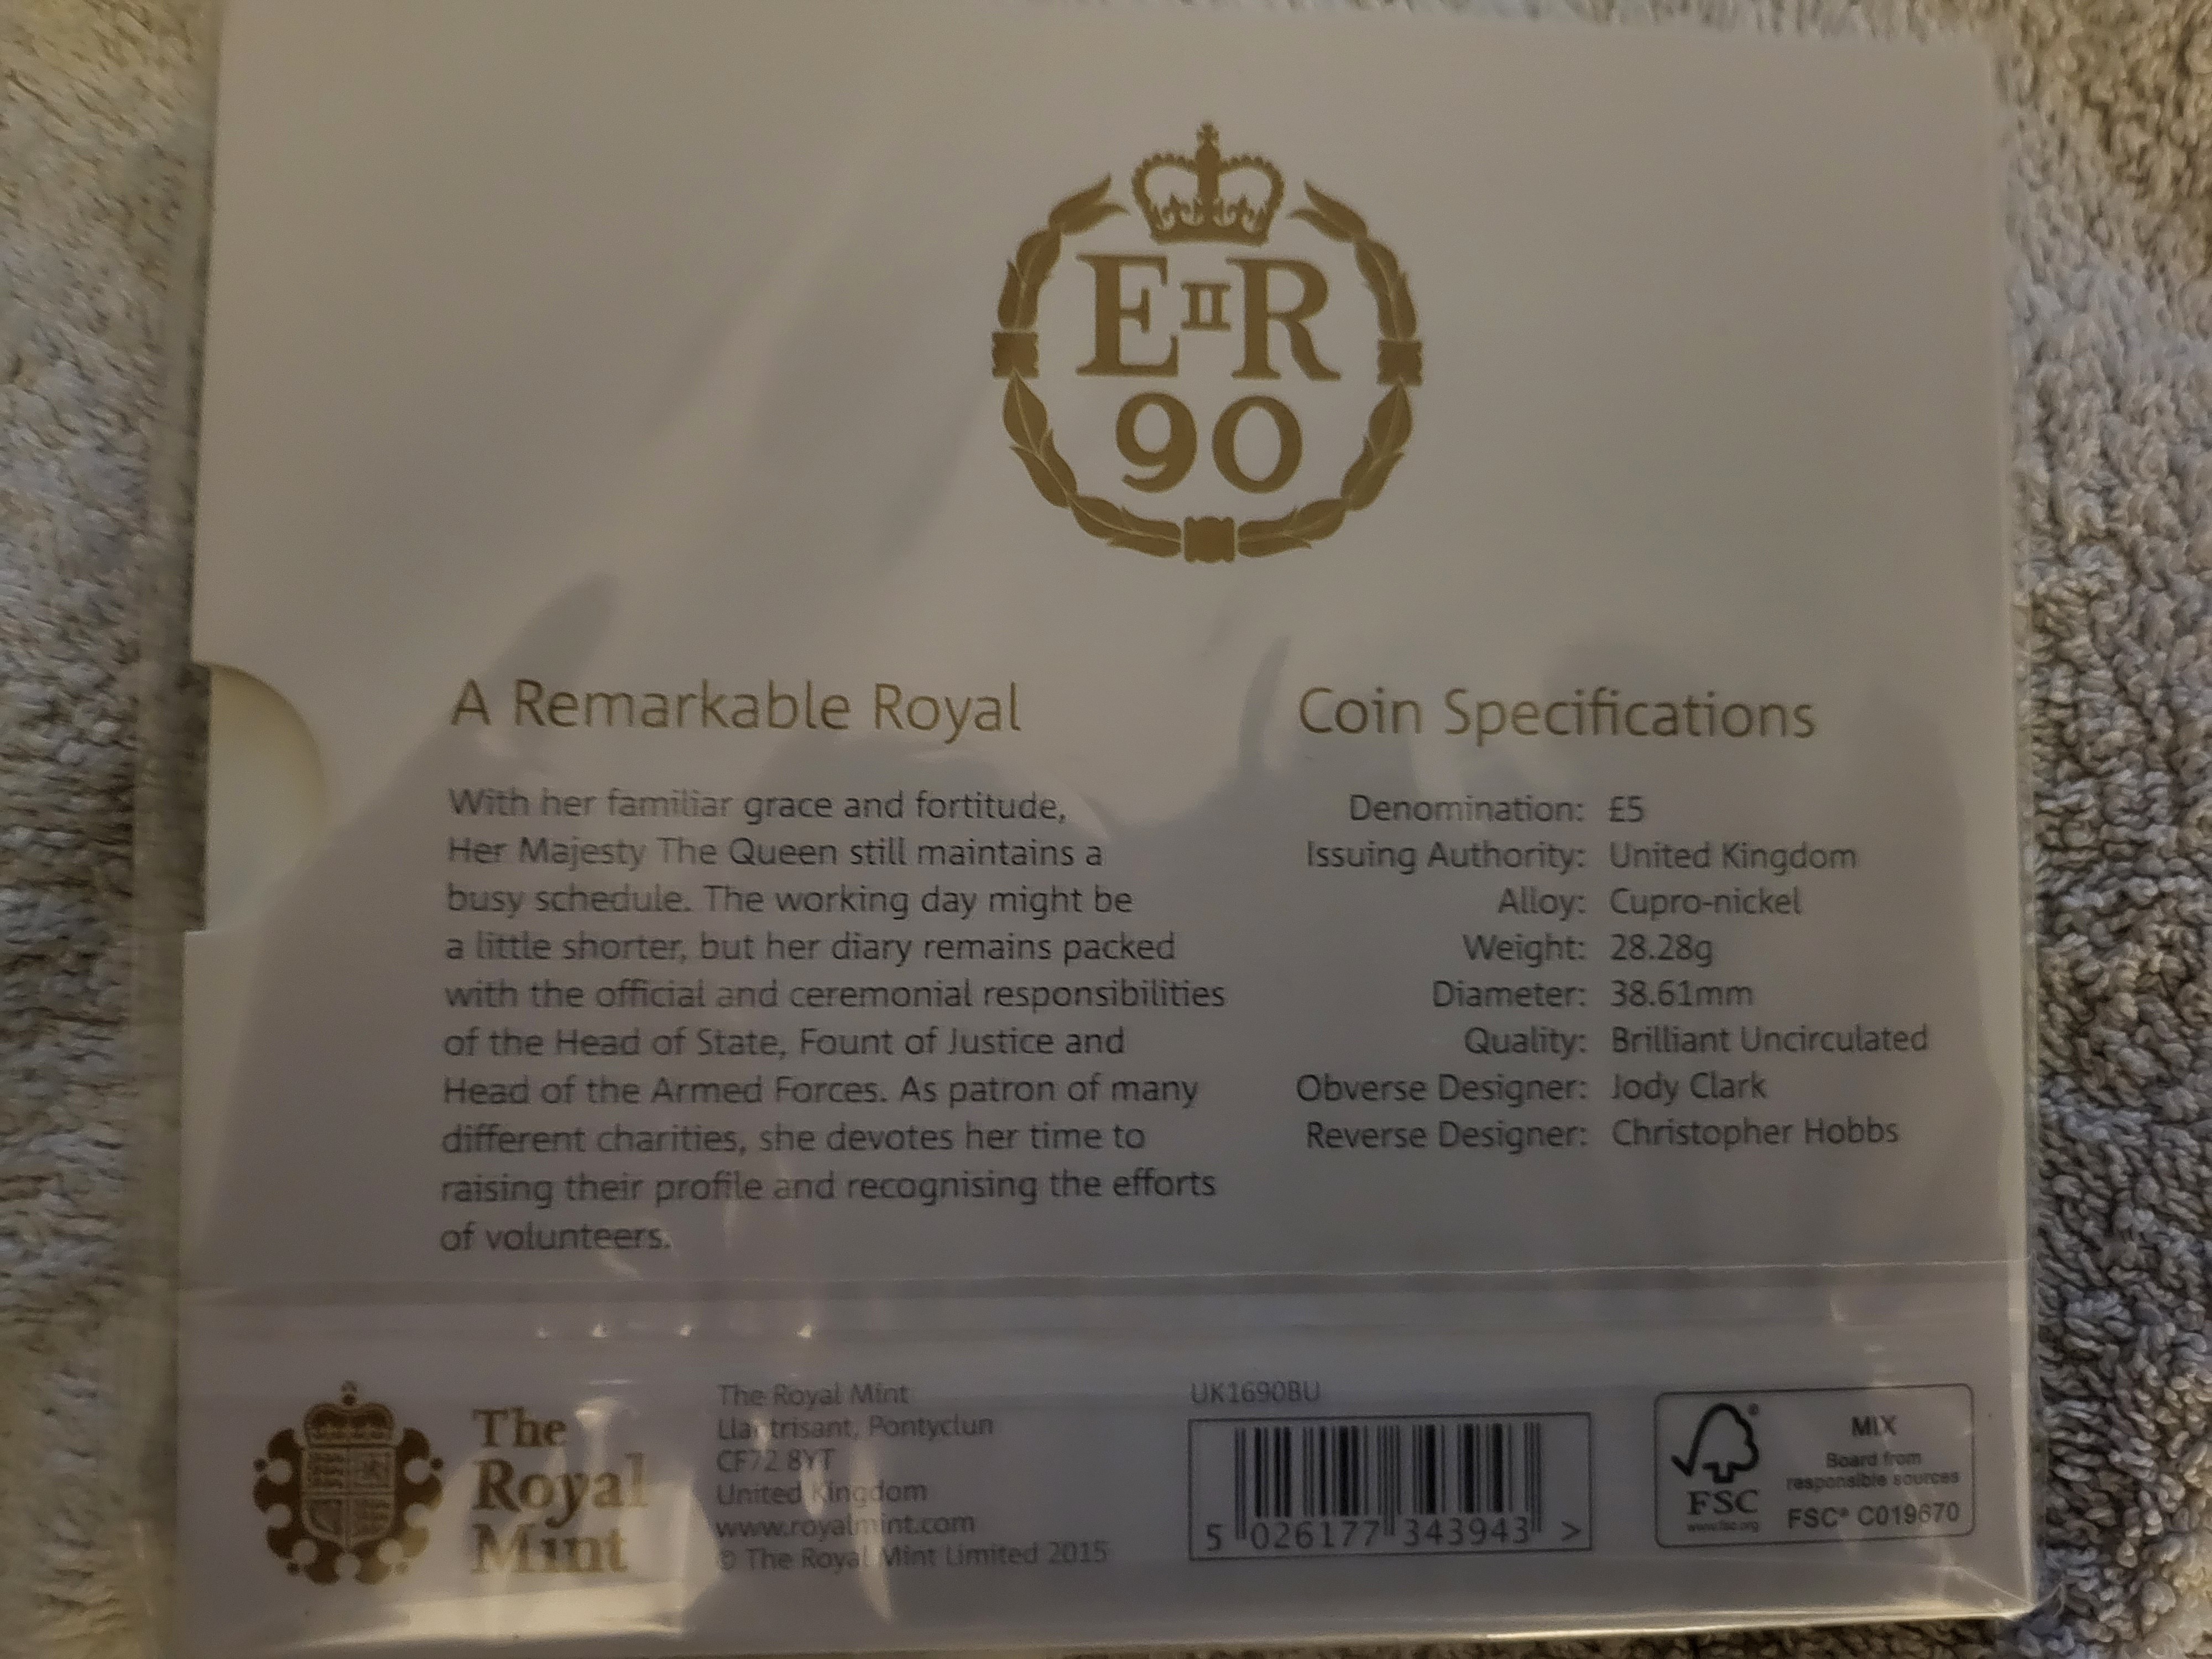 E II R
90
A Remarkable Royal
With her familiar grace and fortitude,
Her Majesty The Queen still maintains a
busy schedule. The working day might be
a little shorter, but her diary remains packed
with the official and ceremonial responsibilities
of the Head of State, Fount of Justice and
Head of the Armed Forces. As patron of many
different charities, she devotes her time to
raising their profile and recognising the efforts
of volunteers.
Coin Specifications
Denomination: £5
Issuing Authority: United Kingdom
Alloy: Cupro-nickel
Weight: 28.28g
Diameter: 38.61mm
Quality: Brilliant Uncirculated
Obverse Designer: Jody Clark
Reverse Designer: Christopher Hobbs
The
Royal
Mint
The Royal Mint
Llantrisant, Pontyclun
CF72 8YT
United Kingdom
www.royalmint.com
© The Royal Mint Limited 2015
UK1690BU
5 026177 343943 >
FSC
www.fsc.org
MIX
Board from
responsible sources
FSC® C019670